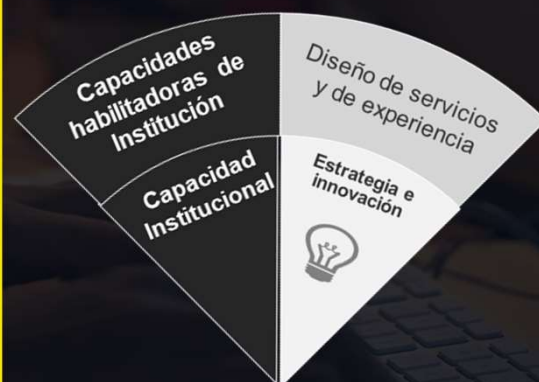 Capacidades
habilitadoras de
Institución
Diseño de servicios
y de experiencia
Capacidad
Institucional
Estrategia e
innovación